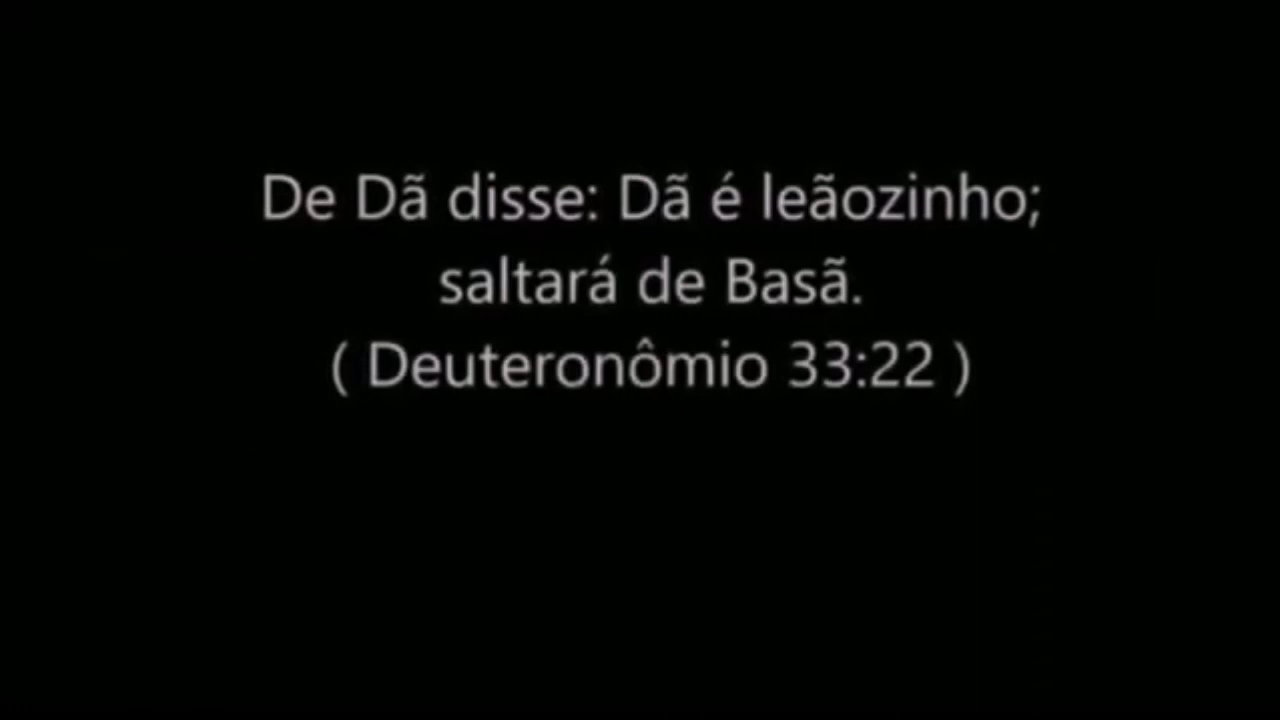 De Dã disse: Dã é leãozinho;
saltará de Basã.
( Deuteronômio 33:22 )